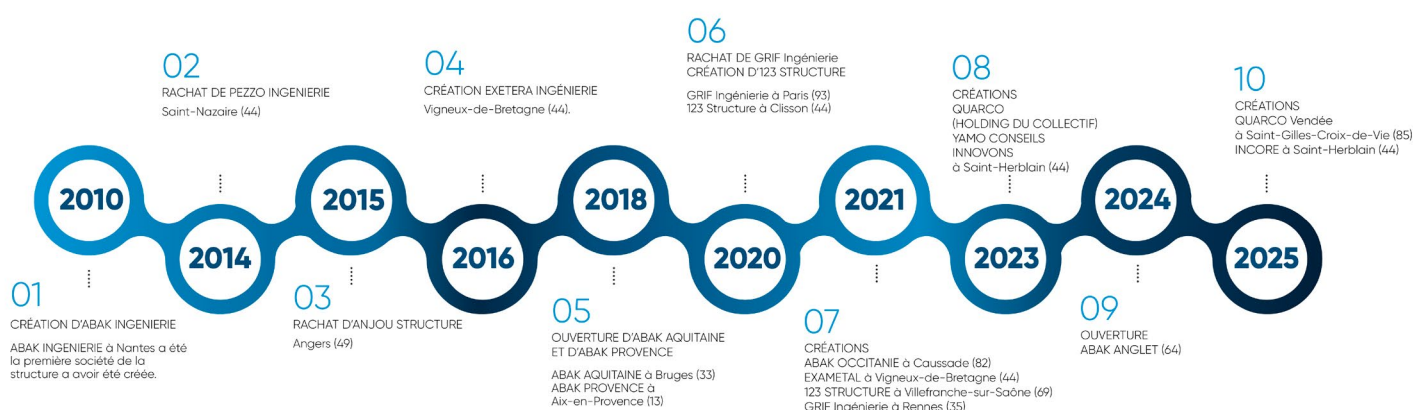 01
CRÉATION D'ABAK INGENIERIE
ABAK INGENIERIE à Nantes a été
la première société de la
structure a avoir été créée.
2010
02
RACHAT DE PEZZO INGENIERIE
Saint-Nazaire (44)
2014
03
RACHAT D'ANJOU STRUCTURE
Angers (49)
2015
04
CRÉATION EXETERA INGÉNIERIE
Vigneux-de-Bretagne (44).
2016
05
OUVERTURE D'ABAK AQUITAINE
ET D'ABAK PROVENCE
ABAK AQUITAINE à Bruges (33)
ABAK PROVENCE à
Aix-en-Provence (13)
2018
06
RACHAT DE GRIF Ingénierie
CRÉATION D'123 STRUCTURE
GRIF Ingénierie à Paris (93)
123 Structure à Clisson (44)
2020
07
CRÉATIONS
ABAK OCCITANIE à Caussade (82)
EXAMETAL à Vigneux-de-Bretagne (44)
123 STRUCTURE à Villefranche-sur-Saône (69)
GRIF Ingénierie à Rennes (35)
2021
08
CRÉATIONS
QUARCO
(HOLDING DU COLLECTIF)
YAMO CONSEILS
INNOVONS
à Saint-Herblain (44)
2023
09
OUVERTURE
ABAK ANGLET (64)
2024
10
CRÉATIONS
QUARCO Vendée
à Saint-Gilles-Croix-de-Vie (85)
INCORE à Saint-Herblain (44)
2025